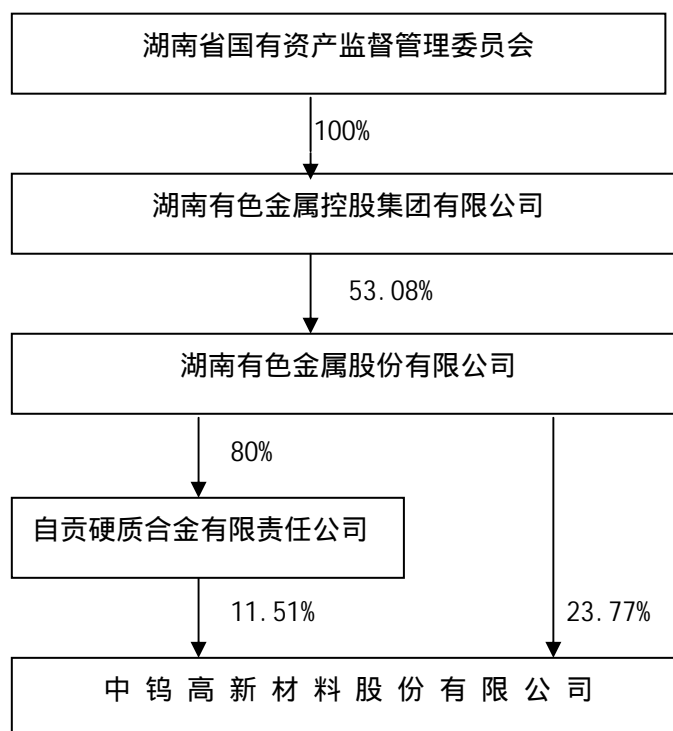 湖南省国有资产监督管理委员会
100%
湖南有色金属控股集团有限公司
53.08%
湖南有色金属股份有限公司
80%
自贡硬质合金有限责任公司
11.51%
23.77%
中钨高新材料股份有限公司